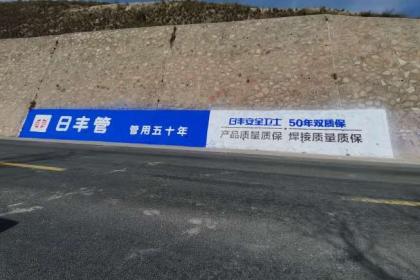 日丰管 管用五十年
日丰安全卫士·50年双质保
产品质量质保 焊接质量质保